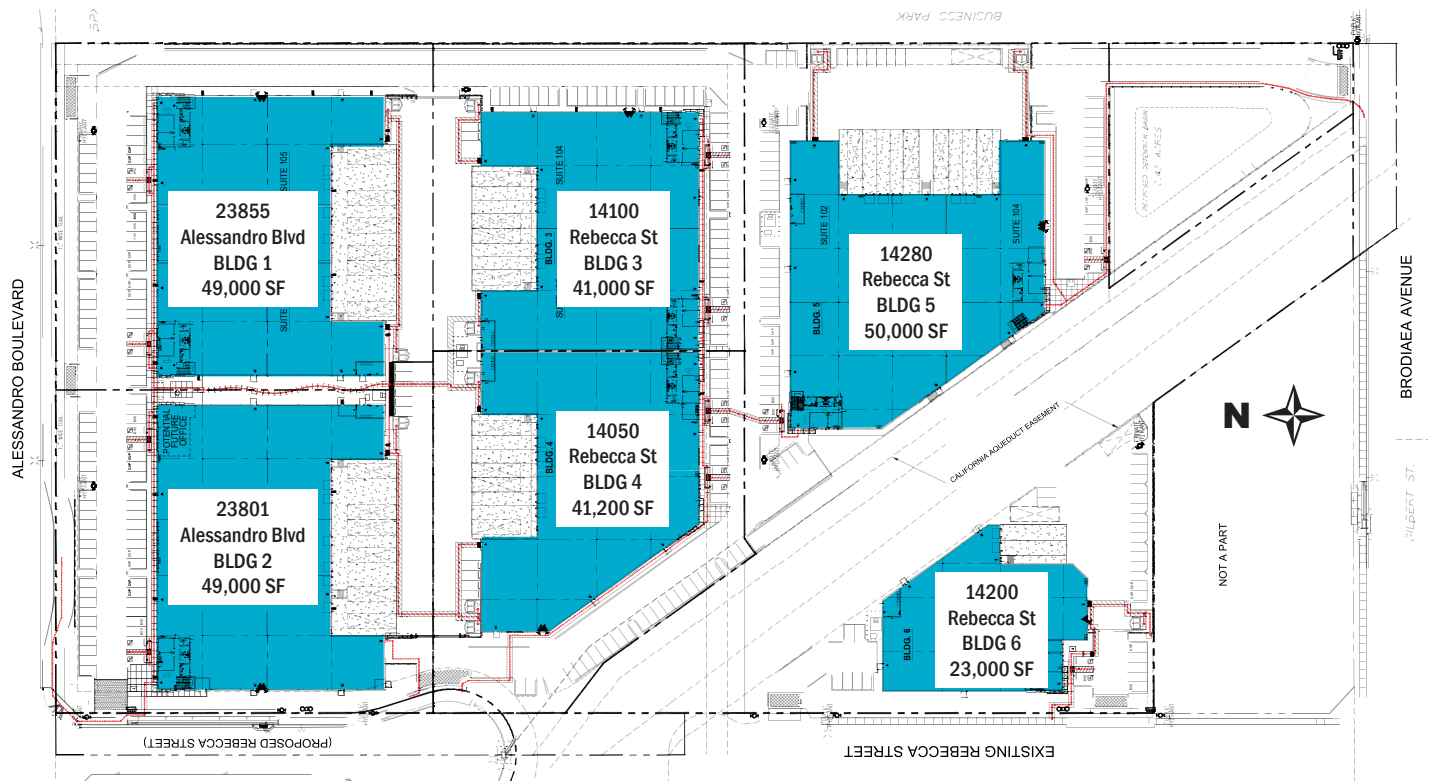 BUSINESS PARK
ALESSANDRO BOULEVARD
SUITE 105
23855
Alessandro Blvd
BLDG 1
49,000 SF
SUITE
POTENTIAL
FUTURE
OFFICE
23801
Alessandro Blvd
BLDG 2
49,000 SF
SUITE 104
14100
Rebecca St
BLDG 3
41,000 SF
BLDG. 3
SUITE
14050
Rebecca St
BLDG 4
41,200 SF
BLDG. 4
SUITE 102
SUITE 104
14280
Rebecca St
BLDG 5
50,000 SF
BLDG. 5
CALIFORNIA AQUEDUCT EASEMENT
14200
Rebecca St
BLDG 6
23,000 SF
BLDG. 6
N
NOT A PART
BRODIAEA AVENUE
(PROPOSED REBECCA STREET)
EXISTING REBECCA STREET